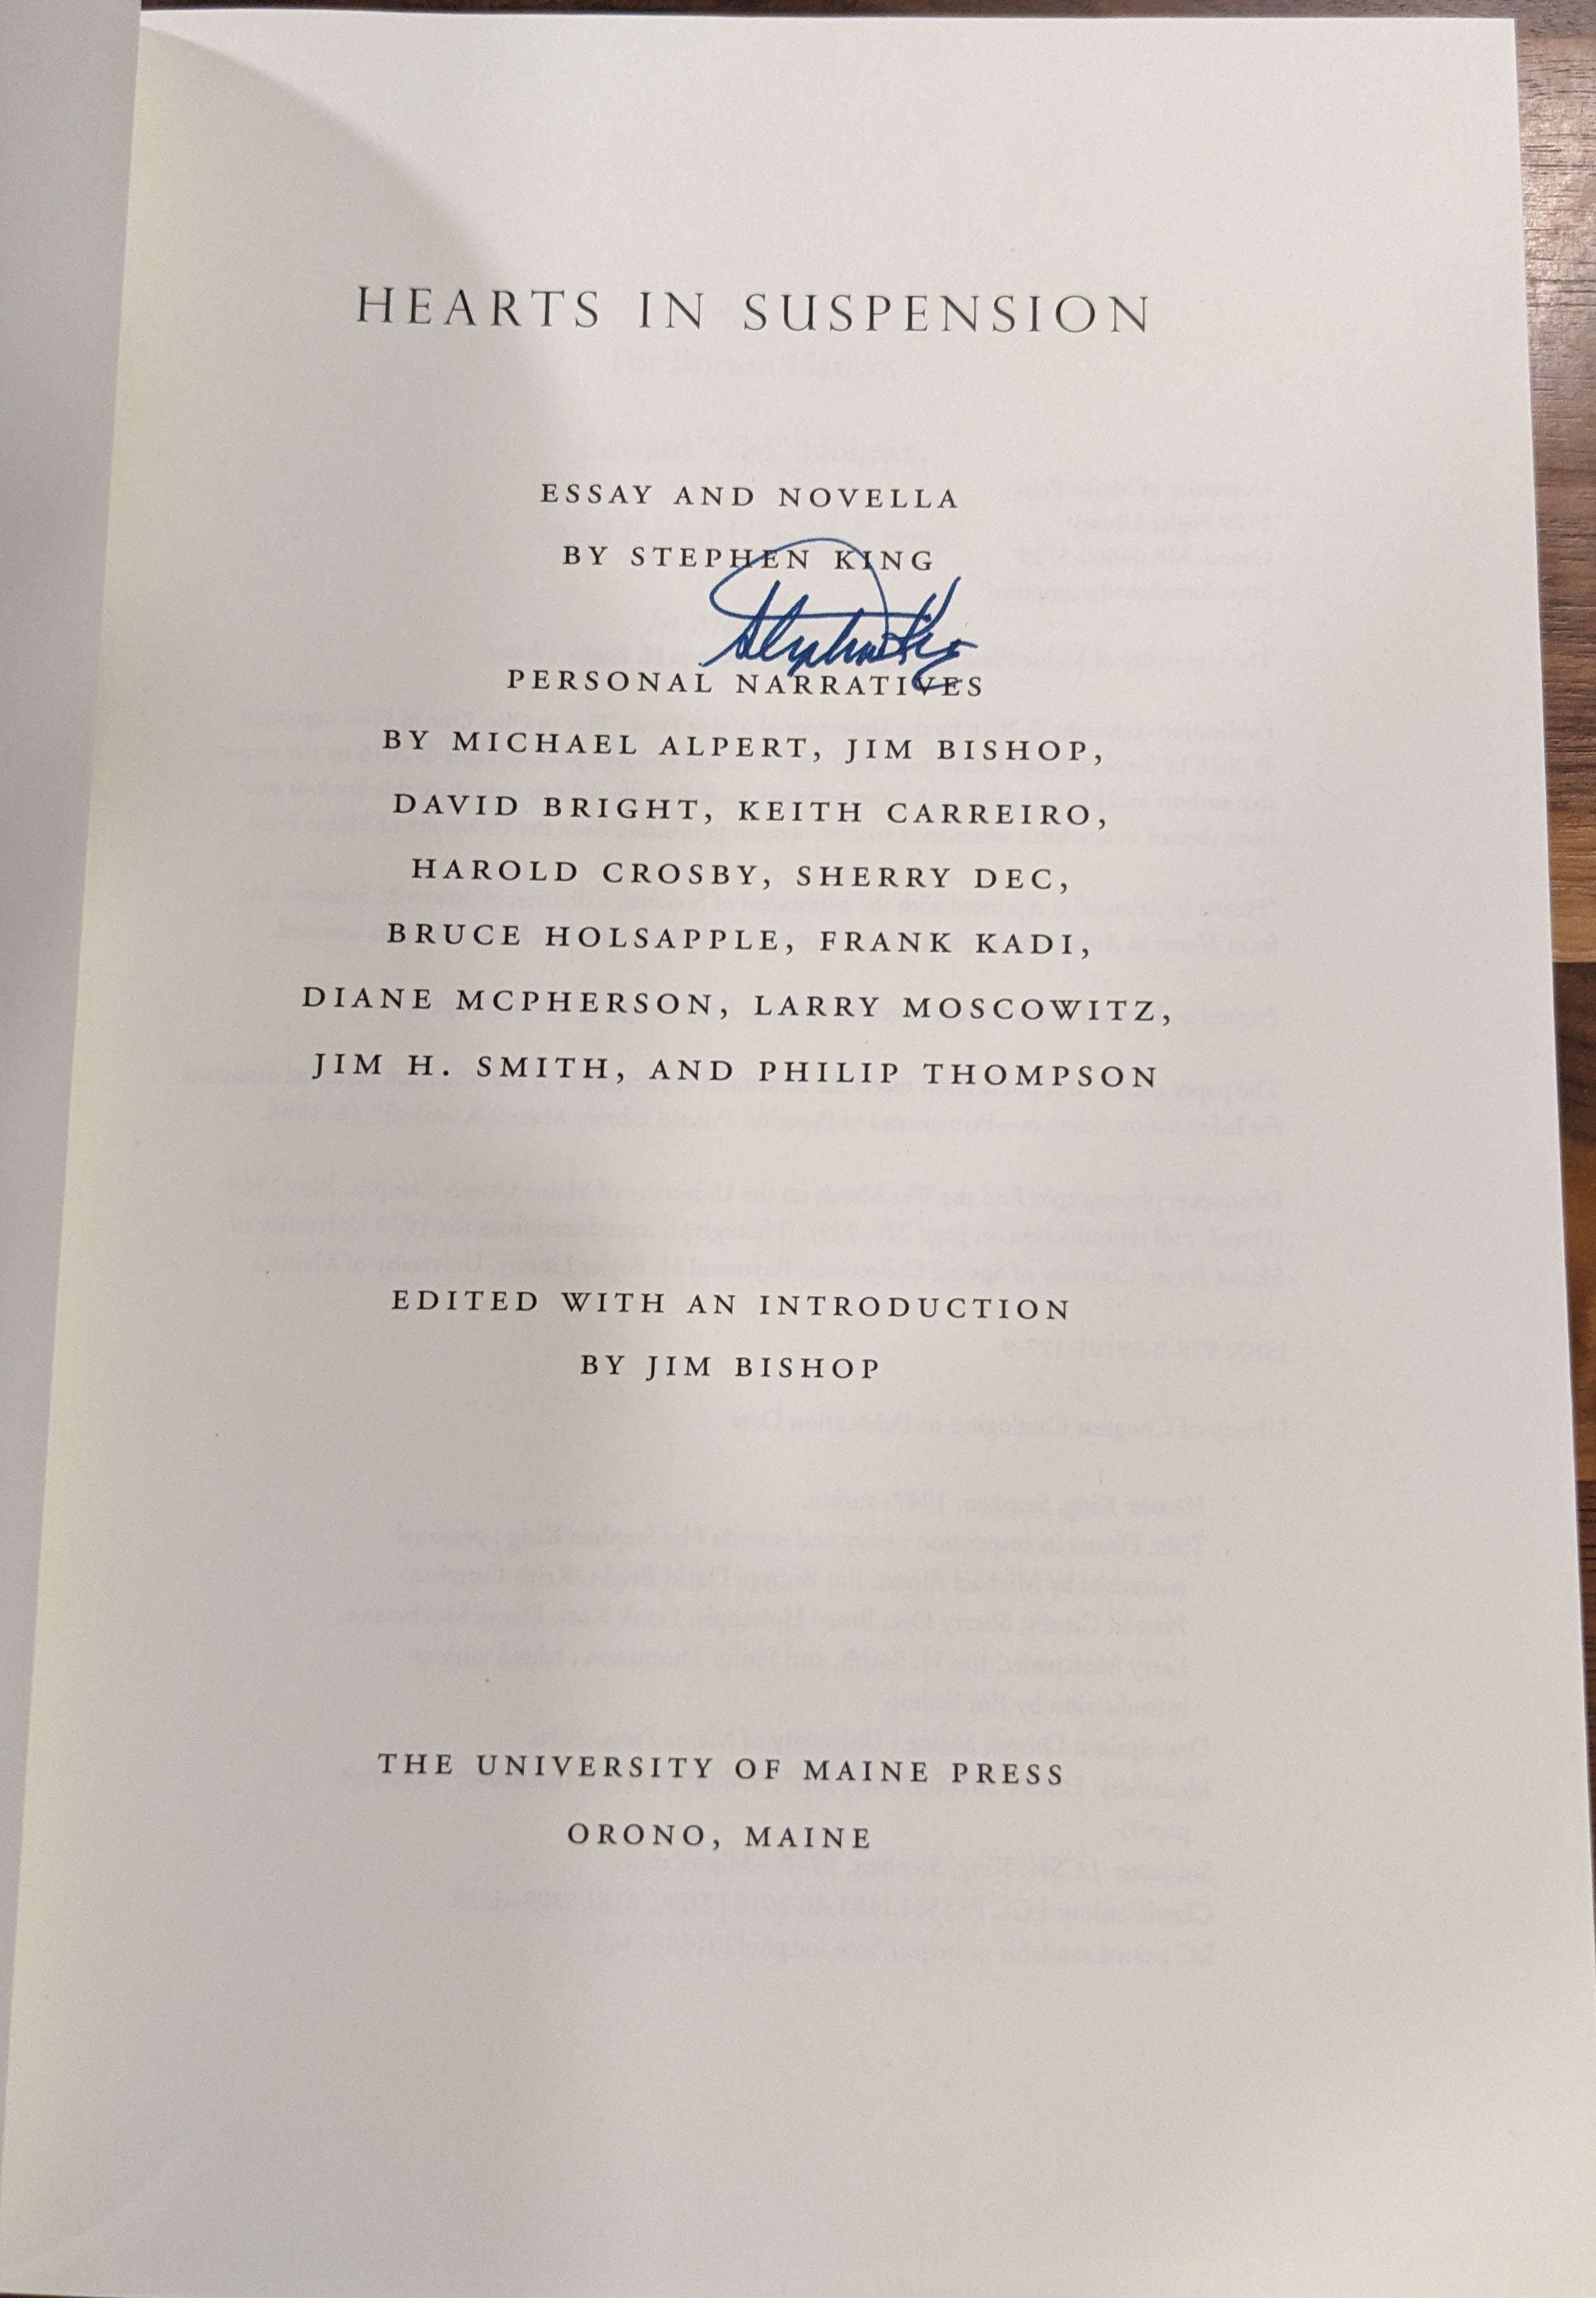 HEARTS IN SUSPENSION
ESSAY AND NOVELLA
BY STEPHEN KING
Stephen King
PERSONAL NARRATIVES
BY MICHAEL ALPERT, JIM BISHOP,
DAVID BRIGHT, KEITH CARREIRO,
HAROLD CROSBY, SHERRY DEC,
BRUCE HOLSAPPLE, FRANK KADI,
DIANE MCPHERSON, LARRY MOSCOWITZ,
JIM H. SMITH, AND PHILIP THOMPSON
EDITED WITH AN INTRODUCTION
BY JIM BISHOP
THE UNIVERSITY OF MAINE PRESS
ORONO, MAINE